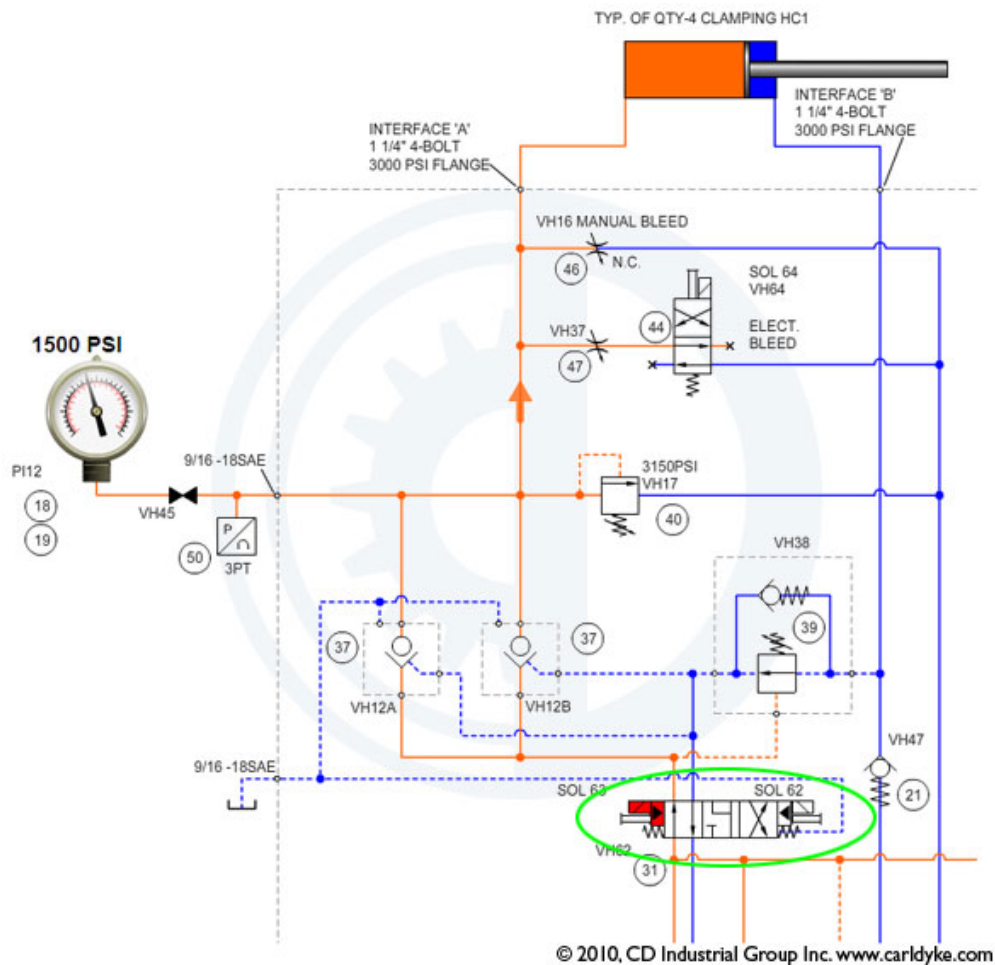 TYP. OF QTY-4 CLAMPING HC1
INTERFACE 'B'
1 1/4" 4-BOLT
3000 PSI FLANGE
INTERFACE 'A'
1 1/4" 4-BOLT
3000 PSI FLANGE
VH16 MANUAL BLEED
46
N.C.
SOL 64
VH64
44
ELECT.
BLEED
VH37
47
1500 PSI
9/16 -18SAE
PI12
18
19
VH45
50
P
3PT
3150PSI
VH17
40
VH38
39
37
37
VH12A
VH12B
VH47
21
9/16 -18SAE
SOL 63
SOL 62
VH62
31
© 2010, CD Industrial Group Inc. www.carldyke.com